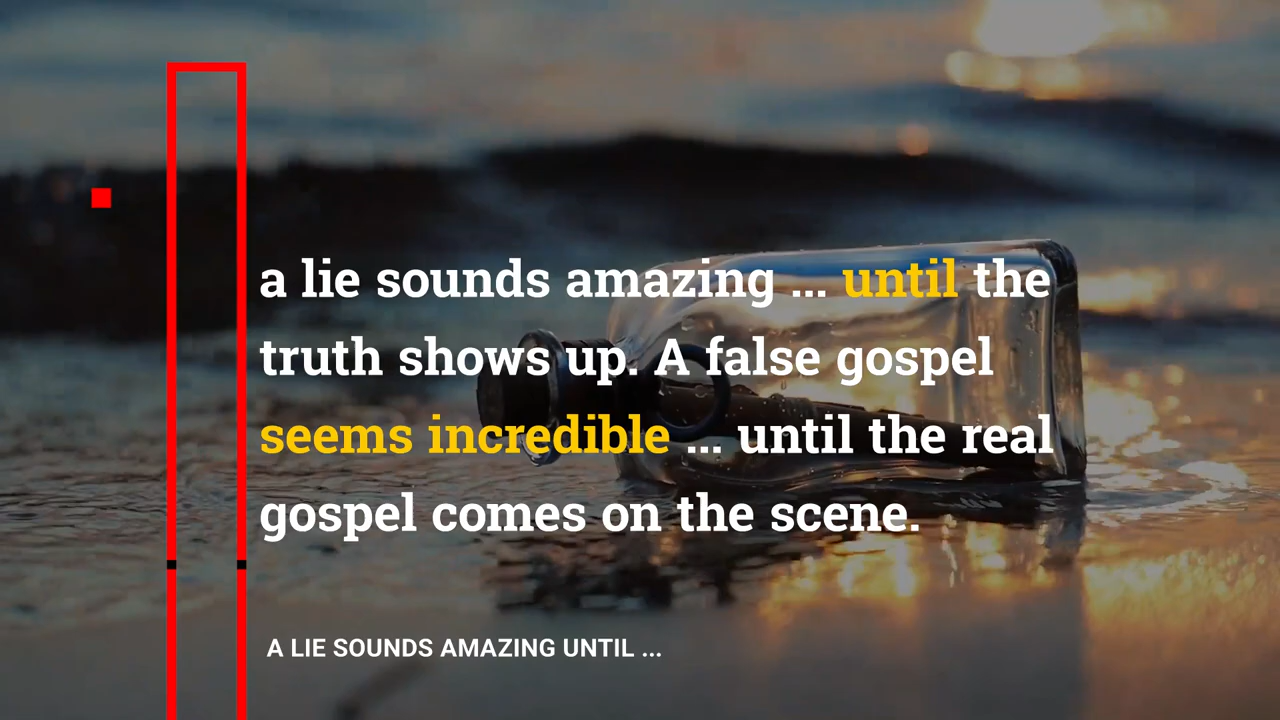 a lie sounds amazing ... until the
truth shows up. A false gospel
seems incredible ... until the real
gospel comes on the scene.
A LIE SOUNDS AMAZING UNTIL ...